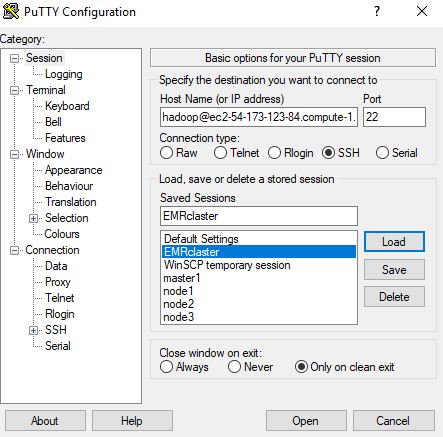 PuTTY Configuration
?
Category:
Session
Logging
Terminal
Keyboard
Bell
Features
Window
Appearance
Behaviour
Translation
Selection
Colours
Connection
Data
Proxy
Telnet
Rlogin
SSH
Serial
Basic options for your PuTTY session
Specify the destination you want to connect to
Host Name (or IP address) Port
hadoop@ec2-54-173-123-84.compute-1. 22
Connection type:
Raw Telnet Rlogin SSH Serial
Load, save or delete a stored session
Saved Sessions
EMRclaster
Default Settings
EMRclaster
WinSCP temporary session
master1
node1
node2
node3
Load
Save
Delete
Close window on exit:
Always Never Only on clean exit
About Help Open Cancel